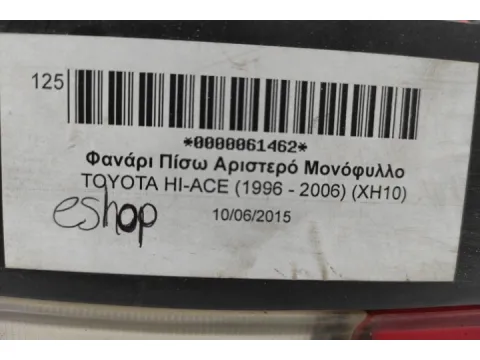 125
*0000061462*
Φανάρι Πίσω Αριστερό Μονόφυλλο
TOYOTA HI-ACE (1996 - 2006) (XH10)
eshop
10/06/2015